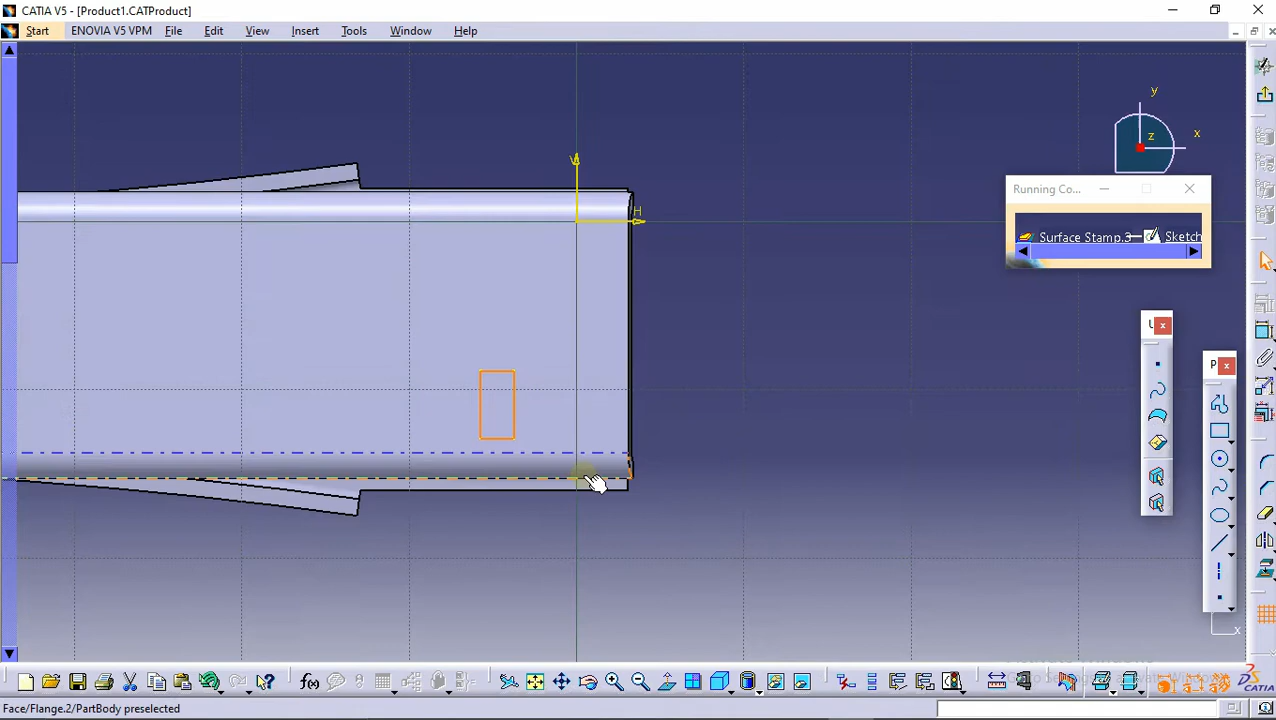 CATIA V5 - [Product1.CATProduct]
Start ENOVIA V5 VPM File Edit View Insert Tools Window Help
y
x
z
Running Co...
Surface Stamp.3 Sketch
V
H
P
x
f(x)
CATIA
Face/Flange.2/PartBody preselected